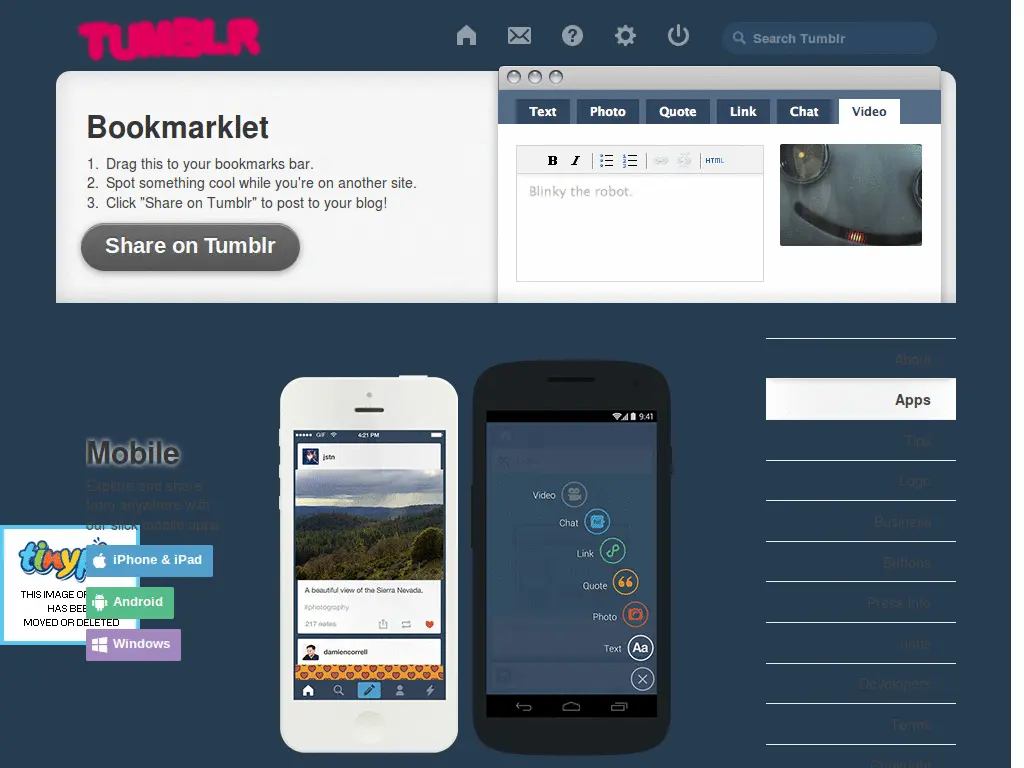 TUMBLR
Search Tumblr
Bookmarklet
1. Drag this to your bookmarks bar.
2. Spot something cool while you're on another site.
3. Click "Share on Tumblr" to post to your blog!
Share on Tumblr
Text Photo Quote Link Chat Video
B I HTML
Blinky the robot.
About
Apps
Tips
Logo
Business
Buttons
Press Info
Jobs
Developers
Terms
Copyright
Mobile
Explore and share
from anywhere with
our slick mobile apps
iPhone & iPad
Android
Windows
tinyp
THIS IMAGE OR
HAS BEE
MOVED OR DELETED
GIF 4:21 PM
jstn
A beautiful view of the Sierra Nevada.
#photography
217 notes
damiencorrell
9:41
Video
Chat
Link
Quote
Photo
Text Aa